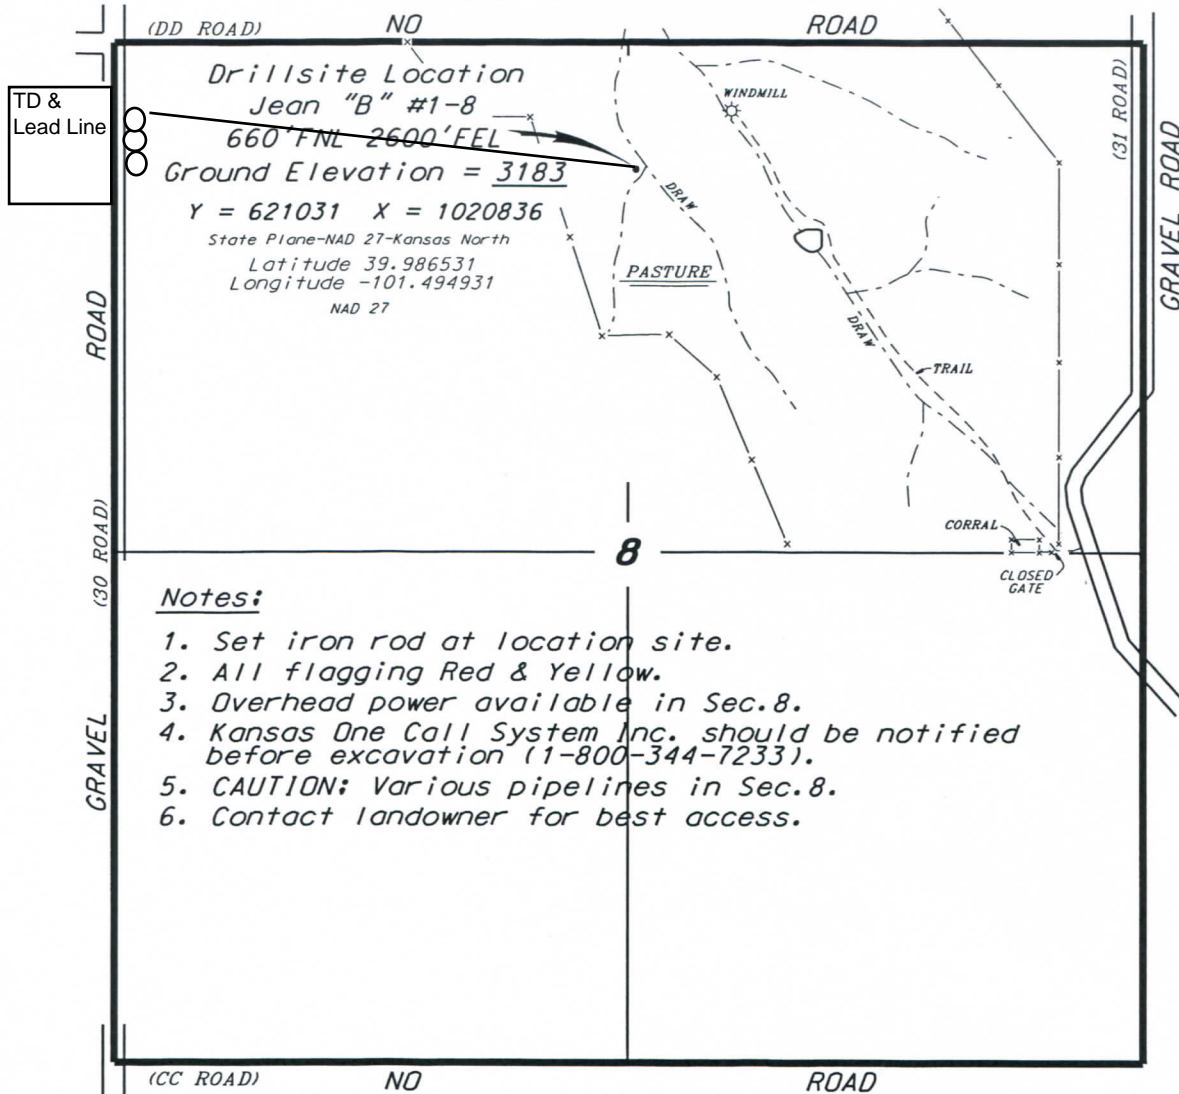 (DD ROAD) NO ROAD
Drillsite Location
Jean "B" #1-8
660'FNL 2600'FEL
Ground Elevation = 3183
Y = 621031 X = 1020836
State Plane-NAD 27-Kansas North
Latitude 39.986531
Longitude -101.494931
NAD 27
TD &
Lead Line
WINDMILL
DRAW
PASTURE
DRAW
TRAIL
(31 ROAD)
GRAVEL ROAD
CORRAL
CLOSED
GATE
8
GRAVEL (30 ROAD) ROAD
Notes:
1. Set iron rod at location site.
2. All flagging Red & Yellow.
3. Overhead power available in Sec.8.
4. Kansas One Call System Inc. should be notified
before excavation (1-800-344-7233).
5. CAUTION: Various pipelines in Sec.8.
6. Contact landowner for best access.
(CC ROAD) NO ROAD